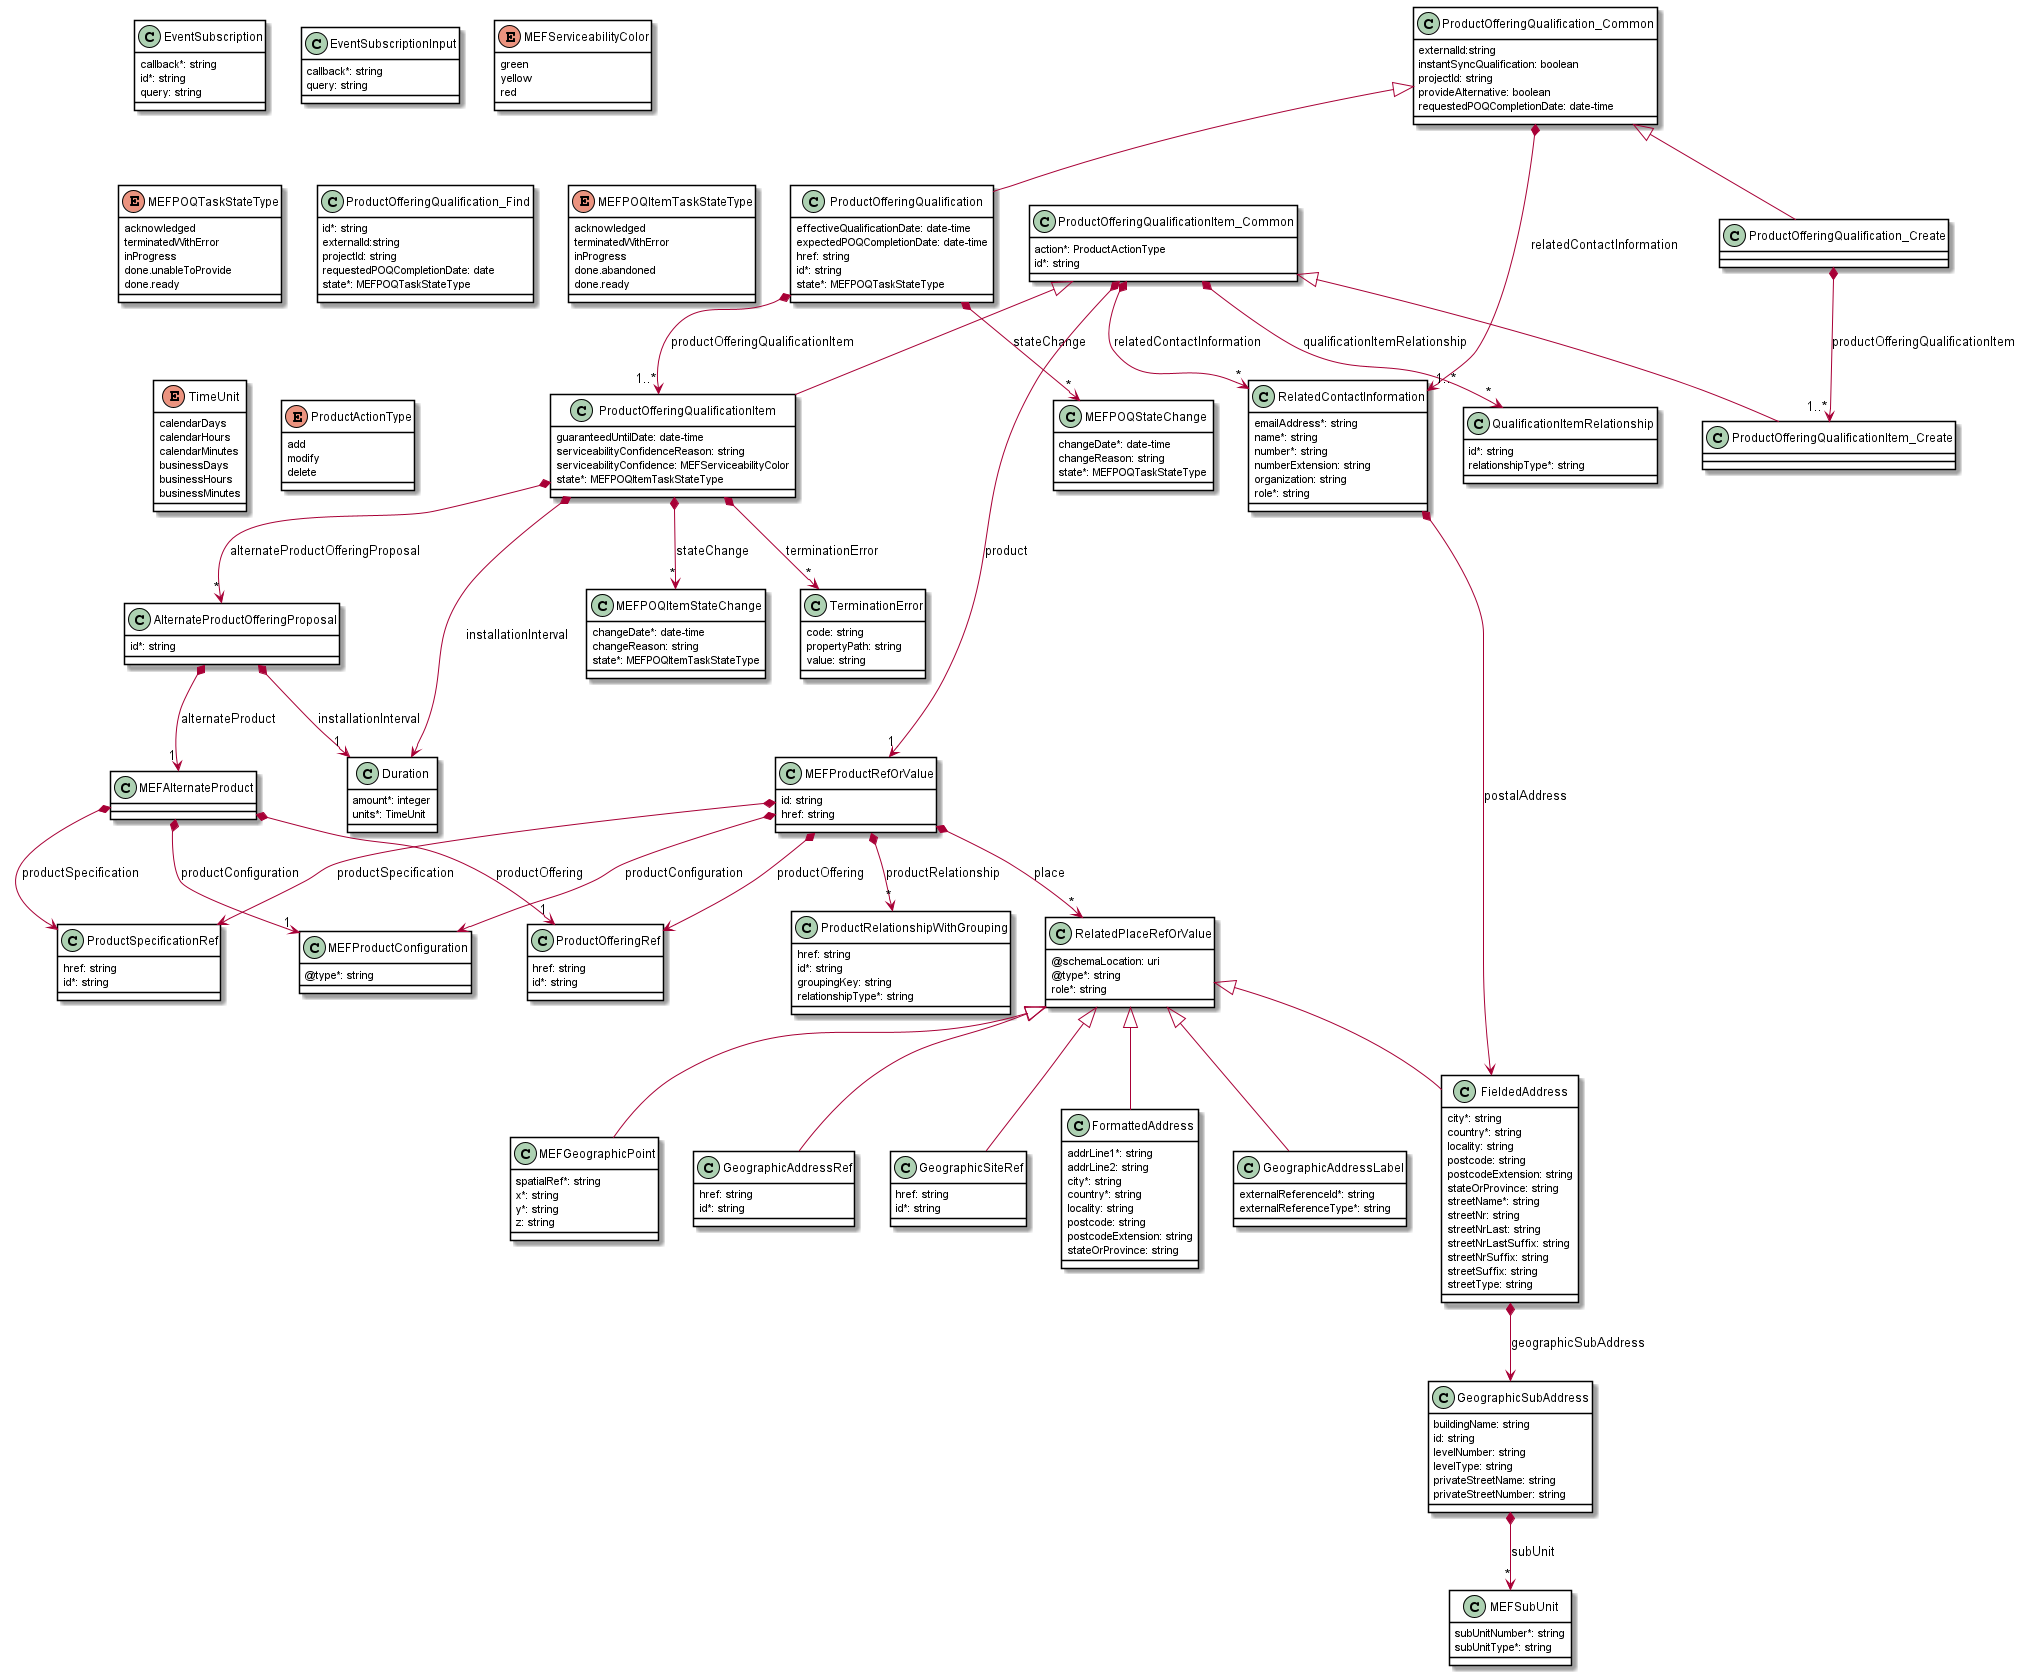 C EventSubscription
callback*: string
id*: string
query: string
C EventSubscriptionInput
callback*: string
query: string
E MEFServiceabilityColor
green
yellow
red
C ProductOfferingQualification_Common
externalId:string
instantSyncQualification: boolean
projectId: string
provideAlternative: boolean
requestedPOQCompletionDate: date-time
E MEFPOQTaskStateType
acknowledged
terminatedWithError
inProgress
done.unableToProvide
done.ready
C ProductOfferingQualification_Find
id*: string
externalId:string
projectId: string
requestedPOQCompletionDate: date
state*: MEFPOQTaskStateType
E MEFPOQItemTaskStateType
acknowledged
terminatedWithError
inProgress
done.abandoned
done.ready
C ProductOfferingQualification
effectiveQualificationDate: date-time
expectedPOQCompletionDate: date-time
href: string
id*: string
state*: MEFPOQTaskStateType
C ProductOfferingQualificationItem_Common
action*: ProductActionType
id*: string
relatedContactInformation
C ProductOfferingQualification_Create
productOfferingQualificationItem
1..*
stateChange
*
relatedContactInformation
*
qualificationItemRelationship
*
1..*
productOfferingQualificationItem
1..*
E TimeUnit
calendarDays
calendarHours
calendarMinutes
businessDays
businessHours
businessMinutes
E ProductActionType
add
modify
delete
C ProductOfferingQualificationItem
guaranteedUntilDate: date-time
serviceabilityConfidenceReason: string
serviceabilityConfidence: MEFServiceabilityColor
state*: MEFPOQItemTaskStateType
C MEFPOQStateChange
changeDate*: date-time
changeReason: string
state*: MEFPOQTaskStateType
C RelatedContactInformation
emailAddress*: string
name*: string
number*: string
numberExtension: string
organization: string
role*: string
C QualificationItemRelationship
id*: string
relationshipType*: string
C ProductOfferingQualificationItem_Create
alternateProductOfferingProposal
*
installationInterval
stateChange
*
terminationError
*
product
1
C AlternateProductOfferingProposal
id*: string
C MEFPOQItemStateChange
changeDate*: date-time
changeReason: string
state*: MEFPOQItemTaskStateType
C TerminationError
code: string
propertyPath: string
value: string
alternateProduct
1
installationInterval
1
postalAddress
C MEFAlternateProduct
C Duration
amount*: integer
units*: TimeUnit
C MEFProductRefOrValue
id: string
href: string
productSpecification
productConfiguration
1
productSpecification
productOffering
1
productConfiguration
productOffering
productRelationship
*
place
*
C ProductSpecificationRef
href: string
id*: string
C MEFProductConfiguration
@type*: string
C ProductOfferingRef
href: string
id*: string
C ProductRelationshipWithGrouping
href: string
id*: string
groupingKey: string
relationshipType*: string
C RelatedPlaceRefOrValue
@schemaLocation: uri
@type*: string
role*: string
C MEFGeographicPoint
spatialRef*: string
x*: string
y*: string
z: string
C GeographicAddressRef
href: string
id*: string
C GeographicSiteRef
href: string
id*: string
C FormattedAddress
addrLine1*: string
addrLine2: string
city*: string
country*: string
locality: string
postcode: string
postcodeExtension: string
stateOrProvince: string
C GeographicAddressLabel
externalReferenceId*: string
externalReferenceType*: string
C FieldedAddress
city*: string
country*: string
locality: string
postcode: string
postcodeExtension: string
stateOrProvince: string
streetName*: string
streetNr: string
streetNrLast: string
streetNrLastSuffix: string
streetNrSuffix: string
streetSuffix: string
streetType: string
geographicSubAddress
C GeographicSubAddress
buildingName: string
id: string
levelNumber: string
levelType: string
privateStreetName: string
privateStreetNumber: string
subUnit
*
C MEFSubUnit
subUnitNumber*: string
subUnitType*: string